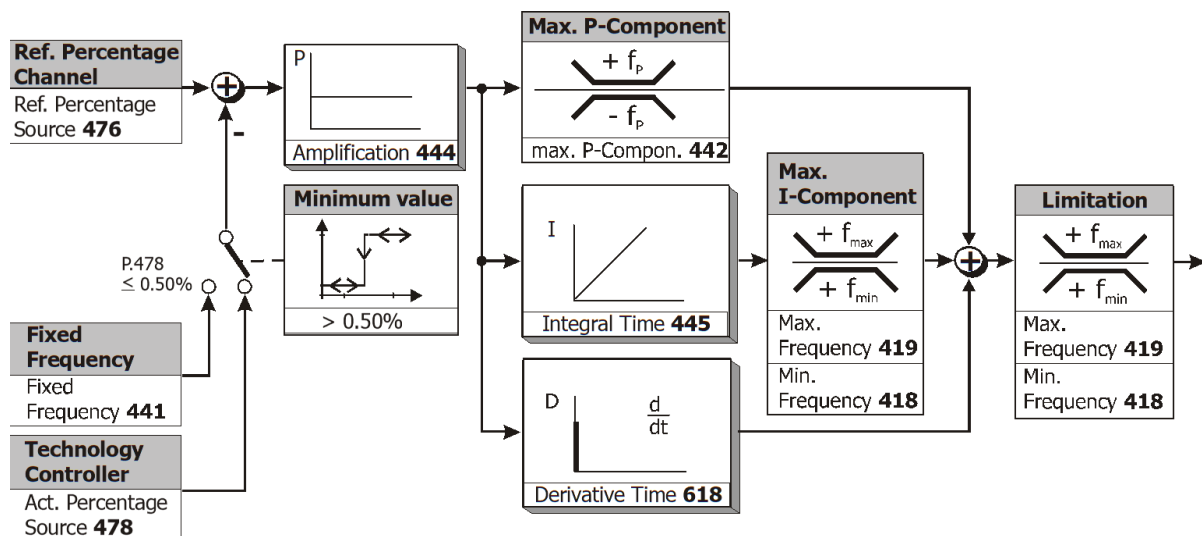 Ref. Percentage
Channel
Ref. Percentage
Source 476
+
-
P
Amplification 444
Max. P-Component
+ fP
- fP
max. P-Compon. 442
Minimum value
> 0.50%
P.478
≤ 0.50%
Fixed
Frequency
Fixed
Frequency 441
Technology
Controller
Act. Percentage
Source 478
I
Integral Time 445
D
d
dt
Derivative Time 618
Max.
I-Component
+ fmax
+ fmin
Max.
Frequency 419
Min.
Frequency 418
+
Limitation
+ fmax
+ fmin
Max.
Frequency 419
Min.
Frequency 418